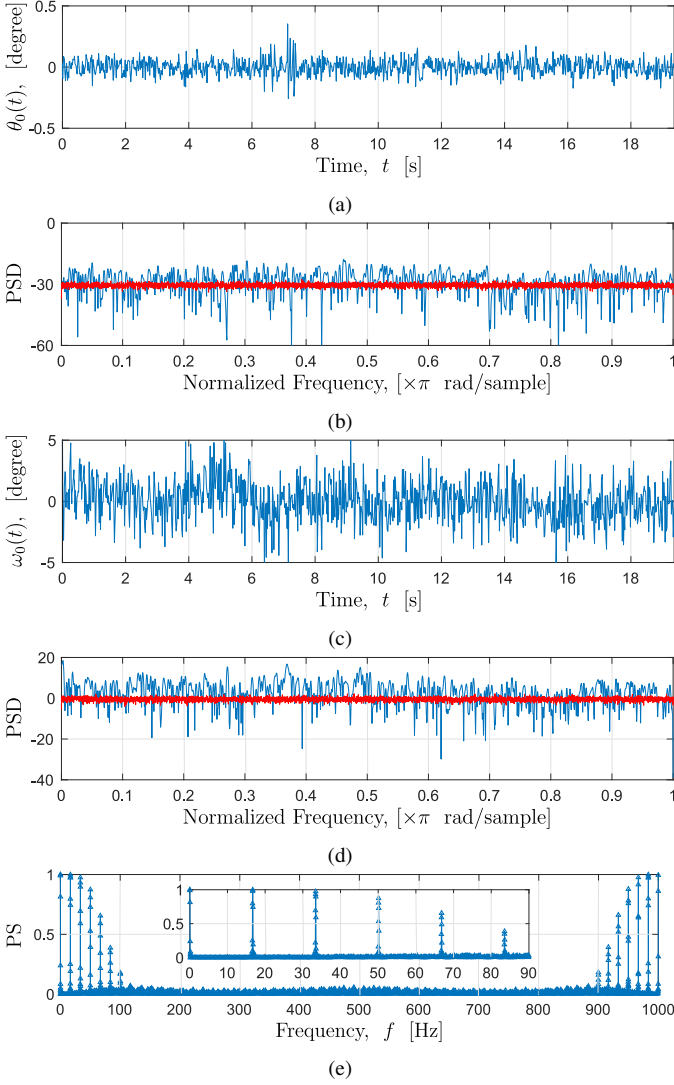 0.5
0
-0.5
θ₀(t), [degree]
0 2 4 6 8 10 12 14 16 18
Time, t [s]
(a)
0
-30
-60
PSD
0 0.1 0.2 0.3 0.4 0.5 0.6 0.7 0.8 0.9 1
Normalized Frequency, [×π rad/sample]
(b)
5
0
-5
ω₀(t), [degree]
0 2 4 6 8 10 12 14 16 18
Time, t [s]
(c)
20
0
-20
-40
PSD
0 0.1 0.2 0.3 0.4 0.5 0.6 0.7 0.8 0.9 1
Normalized Frequency, [×π rad/sample]
(d)
1
0.5
0
PS
1
0.5
0
0 10 20 30 40 50 60 70 80 90
0 100 200 300 400 500 600 700 800 900 1000
Frequency, f [Hz]
(e)